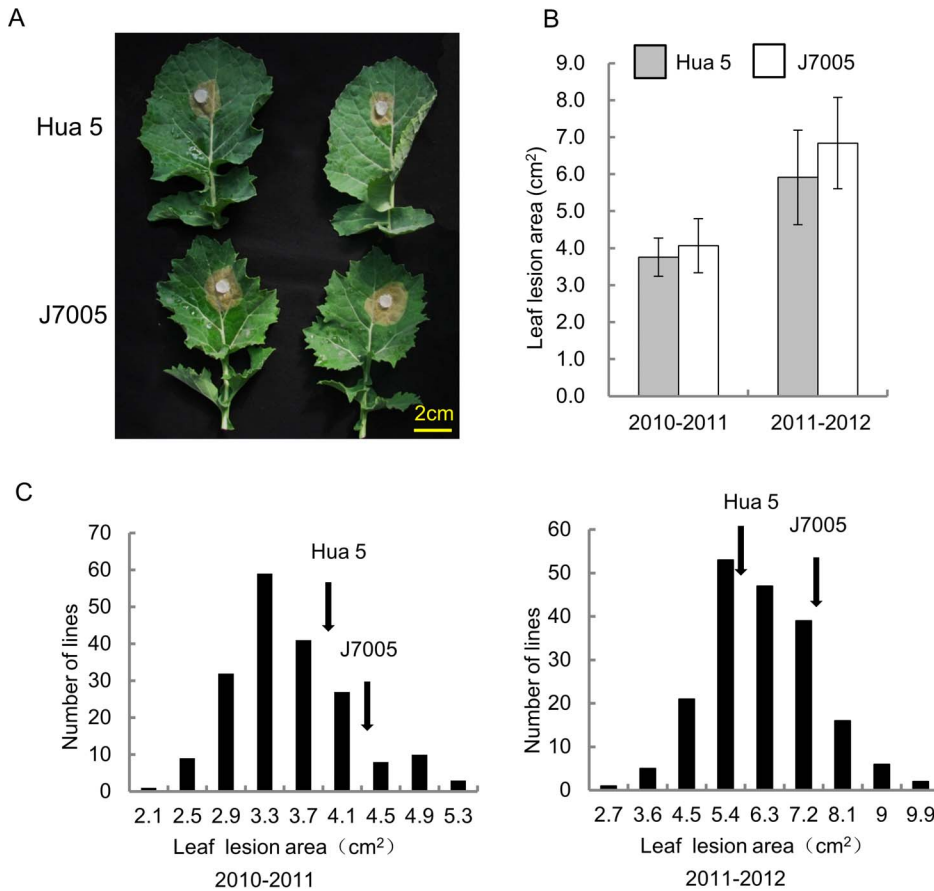 A
Hua 5
J7005
2cm
B
Hua 5
J7005
Leaf lesion area (cm²)
9.0
8.0
7.0
6.0
5.0
4.0
3.0
2.0
1.0
0.0
2010-2011
2011-2012
C
Number of lines
70
60
50
40
30
20
10
0
Hua 5
J7005
2.1 2.5 2.9 3.3 3.7 4.1 4.5 4.9 5.3
Leaf lesion area（cm²）
2010-2011
Number of lines
60
50
40
30
20
10
0
Hua 5
J7005
2.7 3.6 4.5 5.4 6.3 7.2 8.1 9 9.9
Leaf lesion area（cm²）
2011-2012